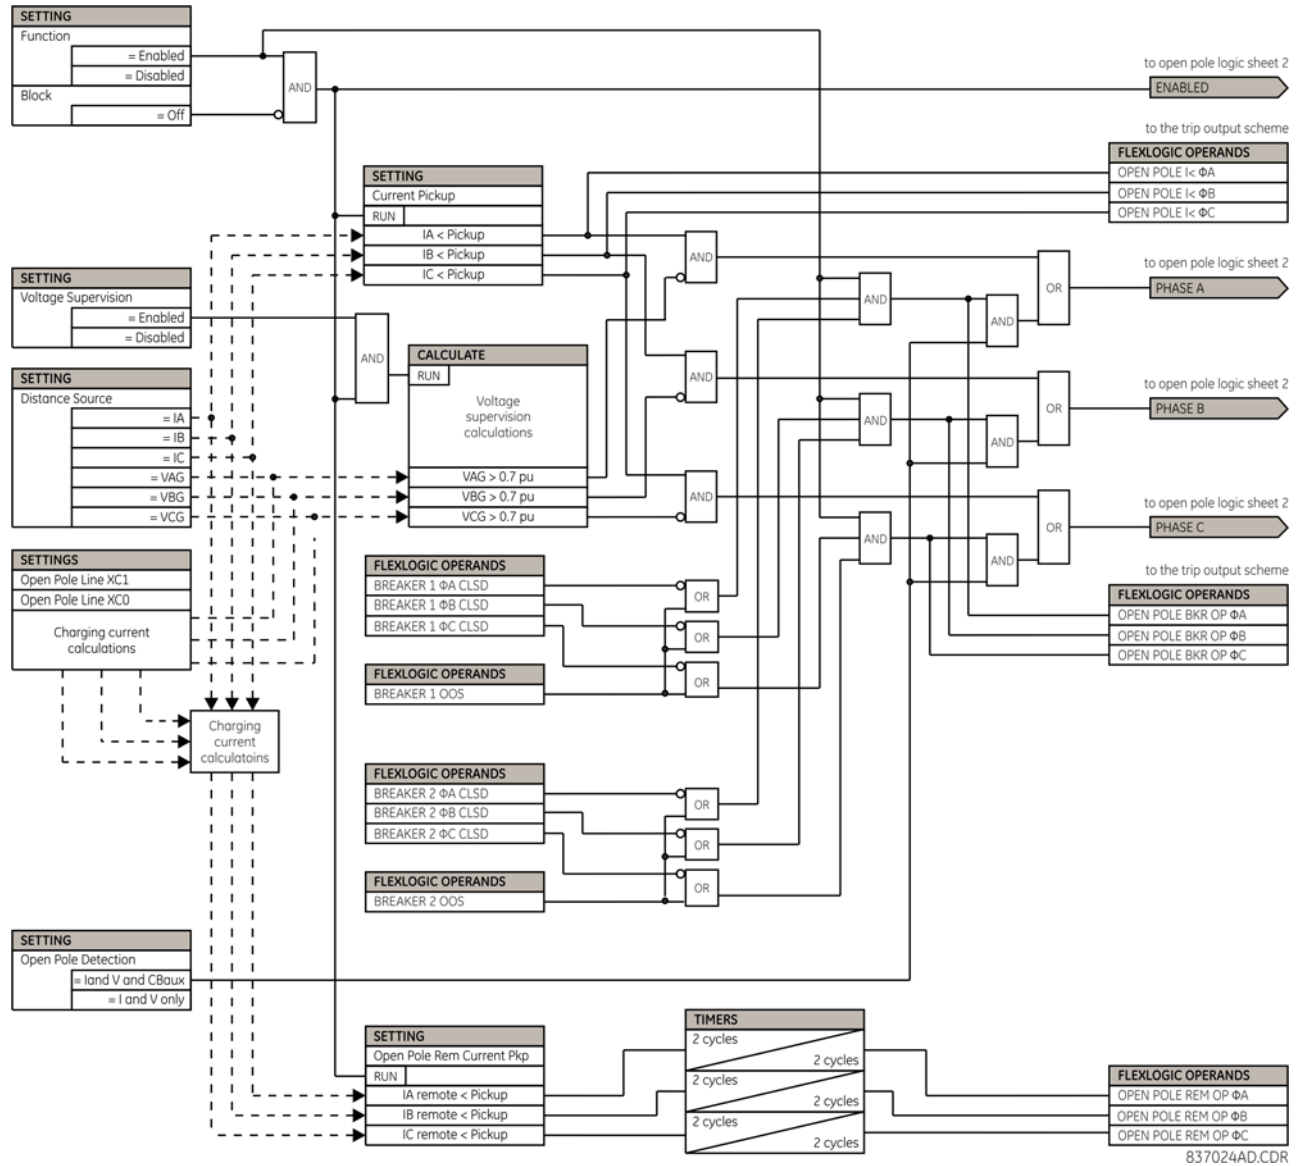 SETTING
Function
= Enabled
= Disabled
Block
= Off
AND
to open pole logic sheet 2
ENABLED
to the trip output scheme
FLEXLOGIC OPERANDS
OPEN POLE I< ΦA
OPEN POLE I< ΦB
OPEN POLE I< ΦC
SETTING
Current Pickup
RUN
IA < Pickup
IB < Pickup
IC < Pickup
SETTING
Voltage Supervision
= Enabled
= Disabled
AND
SETTING
Distance Source
= IA
= IB
= IC
= VAG
= VBG
= VCG
CALCULATE
RUN
Voltage
supervision
calculations
VAG > 0.7 pu
VBG > 0.7 pu
VCG > 0.7 pu
AND
AND
AND
AND
AND
AND
AND
AND
AND
OR
OR
OR
to open pole logic sheet 2
PHASE A
to open pole logic sheet 2
PHASE B
to open pole logic sheet 2
PHASE C
to the trip output scheme
FLEXLOGIC OPERANDS
OPEN POLE BKR OP ΦA
OPEN POLE BKR OP ΦB
OPEN POLE BKR OP ΦC
SETTINGS
Open Pole Line XC1
Open Pole Line XC0
Charging current
calculations
Charging
current
calculatoins
FLEXLOGIC OPERANDS
BREAKER 1 ΦA CLSD
BREAKER 1 ΦB CLSD
BREAKER 1 ΦC CLSD
FLEXLOGIC OPERANDS
BREAKER 1 OOS
OR
OR
OR
FLEXLOGIC OPERANDS
BREAKER 2 ΦA CLSD
BREAKER 2 ΦB CLSD
BREAKER 2 ΦC CLSD
FLEXLOGIC OPERANDS
BREAKER 2 OOS
OR
OR
OR
SETTING
Open Pole Detection
= Iand V and CBaux
= I and V only
SETTING
Open Pole Rem Current Pkp
RUN
IA remote < Pickup
IB remote < Pickup
IC remote < Pickup
TIMERS
2 cycles
2 cycles
2 cycles
2 cycles
2 cycles
2 cycles
FLEXLOGIC OPERANDS
OPEN POLE REM OP ΦA
OPEN POLE REM OP ΦB
OPEN POLE REM OP ΦC
837024AD.CDR